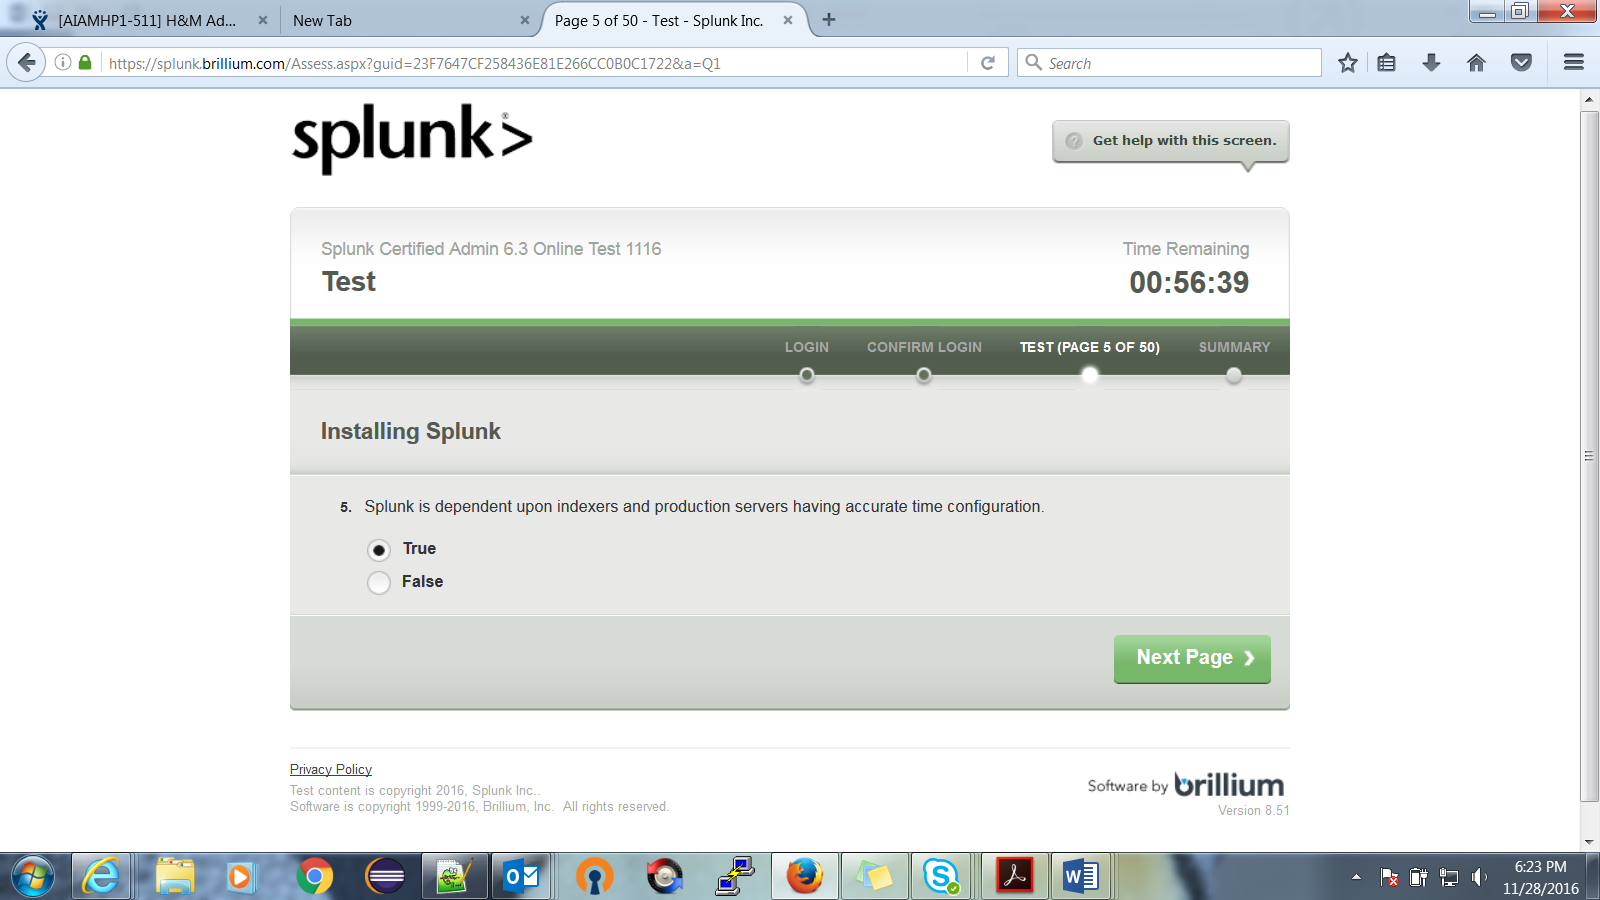 [AIAMHP1-511] H&M Ad...
New Tab
Page 5 of 50 - Test - Splunk Inc.
https://splunk.brillium.com/Assess.aspx?guid=23F7647CF258436E81E266CC0B0C1722&a=Q1
Search
splunk>
Get help with this screen.
Splunk Certified Admin 6.3 Online Test 1116
Time Remaining
Test
00:56:39
LOGIN
CONFIRM LOGIN
TEST (PAGE 5 OF 50)
SUMMARY
Installing Splunk
5. Splunk is dependent upon indexers and production servers having accurate time configuration.
True
False
Next Page
Privacy Policy
Test content is copyright 2016, Splunk Inc..
Software is copyright 1999-2016, Brillium, Inc. All rights reserved.
Software by brillium
Version 8.51
6:23 PM
11/28/2016